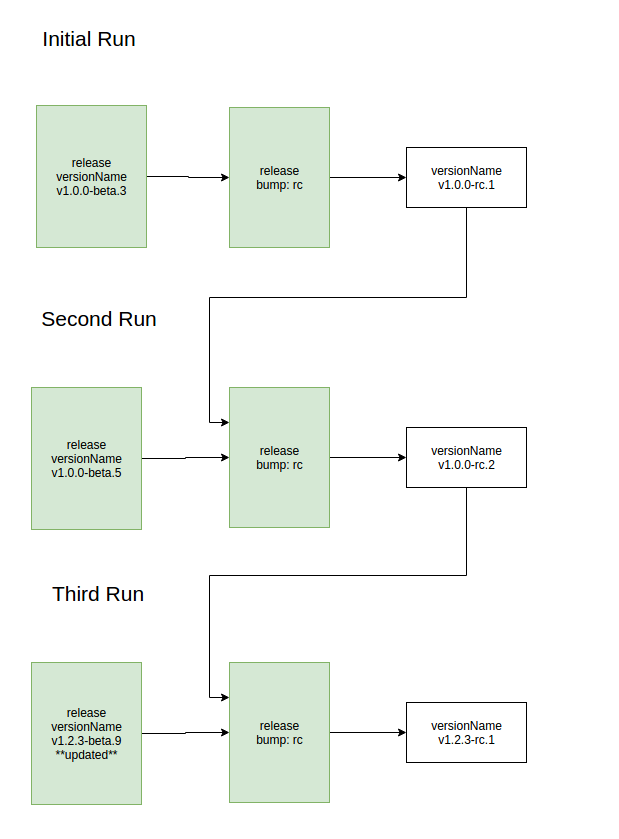 Initial Run
release
versionName
v1.0.0-beta.3
release
bump: rc
versionName
v1.0.0-rc.1
Second Run
release
versionName
v1.0.0-beta.5
release
bump: rc
versionName
v1.0.0-rc.2
Third Run
release
versionName
v1.2.3-beta.9
**updated**
release
bump: rc
versionName
v1.2.3-rc.1